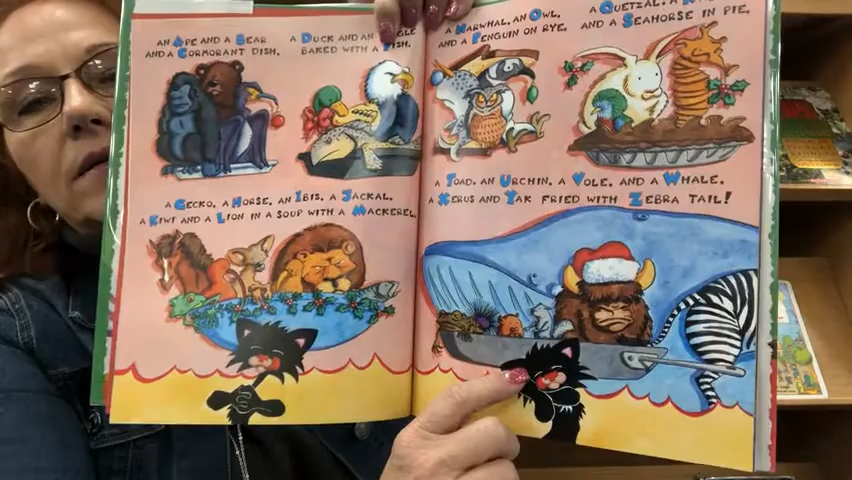 AN APE AND A BEAR
AND A CORMORANT DISH.
A DUCK AND AN
BAKED WITH A FISH.
A GECKO, A HORSE, AN IBIS, A JACKAL,
A KIWI AND A LION IN A SOUP WITH A MACKEREL.
A NARWHAL, AN OWL,
AND A PENGUIN ON RYE.
A QUETZAL, A
AND A SEAHORSE IN PIE.
A TOAD, AN URCHIN, A VOLE, AND A WHALE.
A XERUS AND YAK FRIED WITH ZEBRA TAIL!